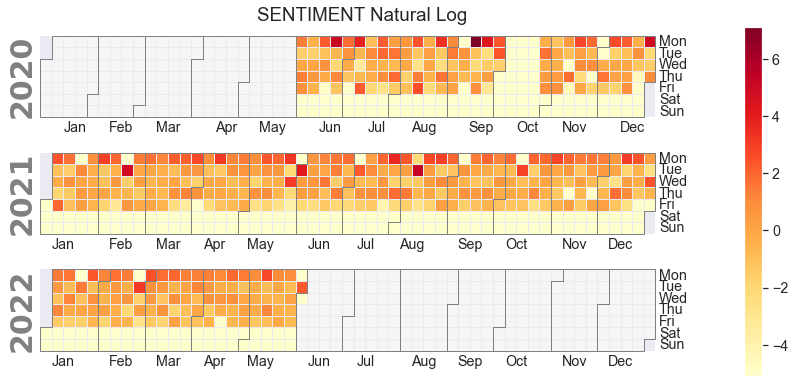 SENTIMENT Natural Log
2020
Mon
Tue
Wed
Thu
Fri
Sat
Sun
Jan Feb Mar Apr May Jun Jul Aug Sep Oct Nov Dec
2021
Mon
Tue
Wed
Thu
Fri
Sat
Sun
Jan Feb Mar Apr May Jun Jul Aug Sep Oct Nov Dec
2022
Mon
Tue
Wed
Thu
Fri
Sat
Sun
Jan Feb Mar Apr May Jun Jul Aug Sep Oct Nov Dec
6
4
2
0
−2
−4